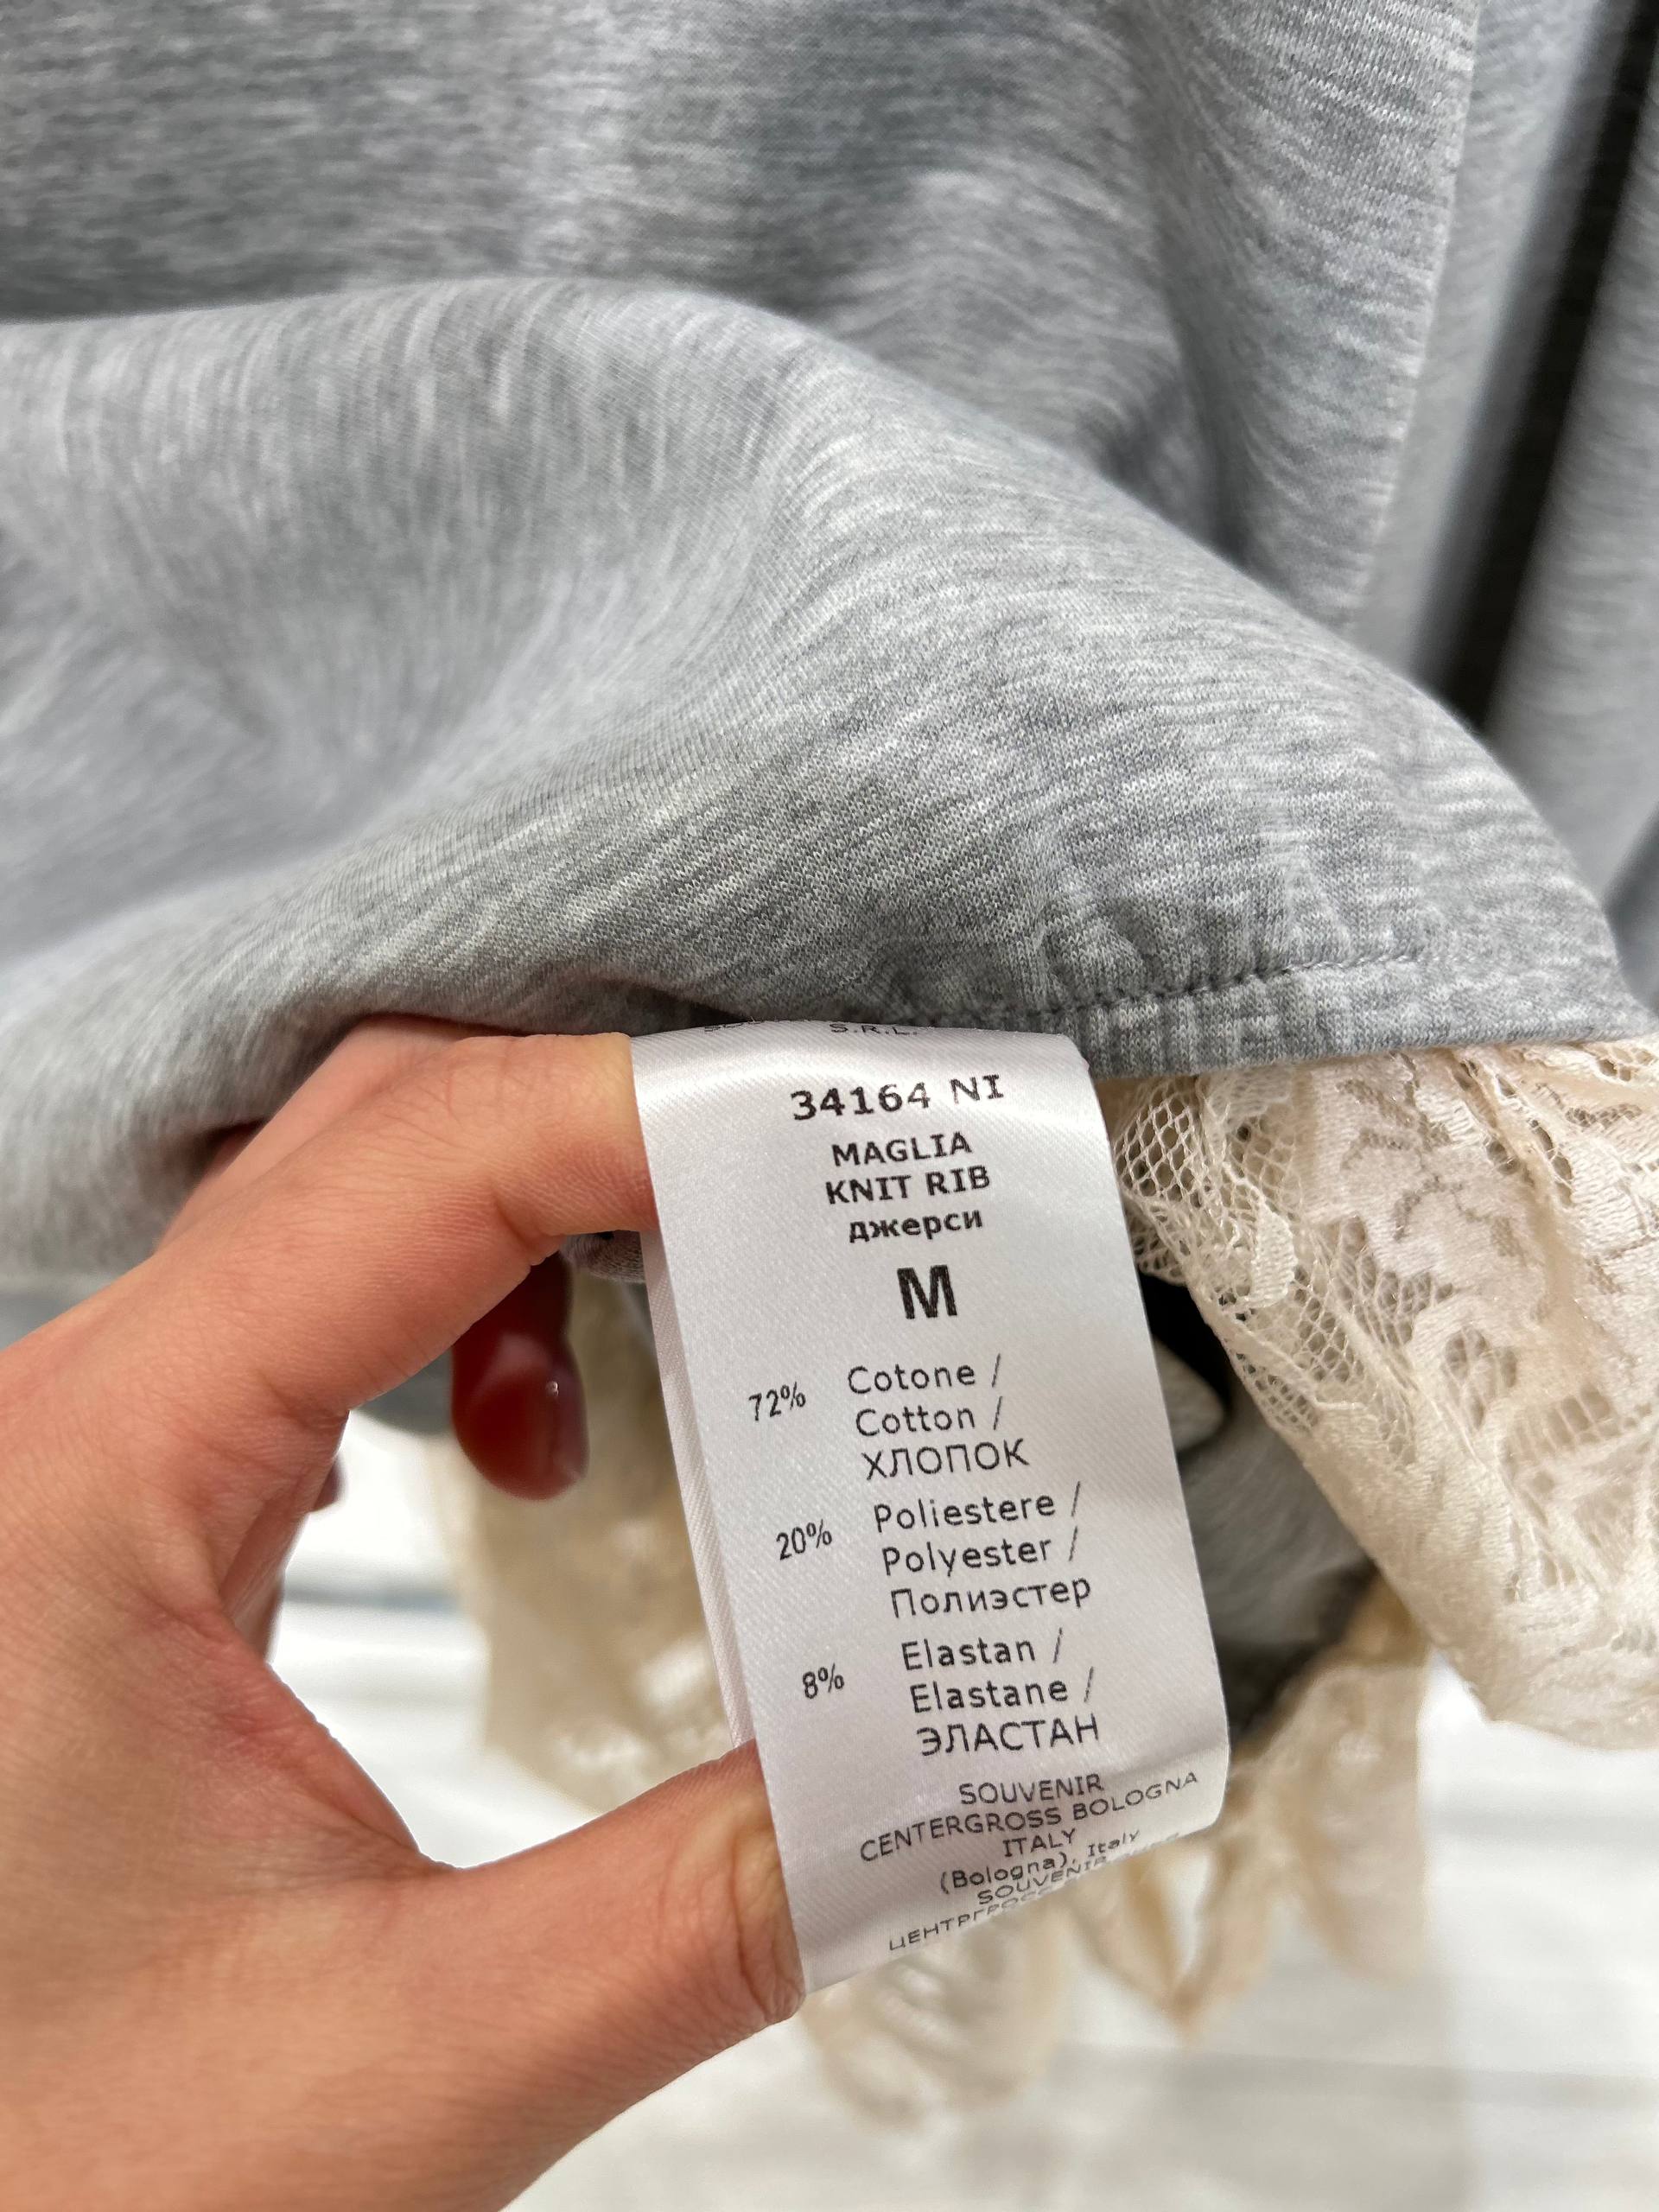 S.R.L.
34164 NI
MAGLIA
KNIT RIB
джерси
M
72% Cotone /
Cotton /
ХЛОПОК
20% Poliestere /
Polyester /
Полиэстер
8% Elastan /
Elastane /
ЭЛАСТАН
SOUVENIR
CENTERGROSS BOLOGNA
ITALY
(Bologna), Italy
SOUVENIR